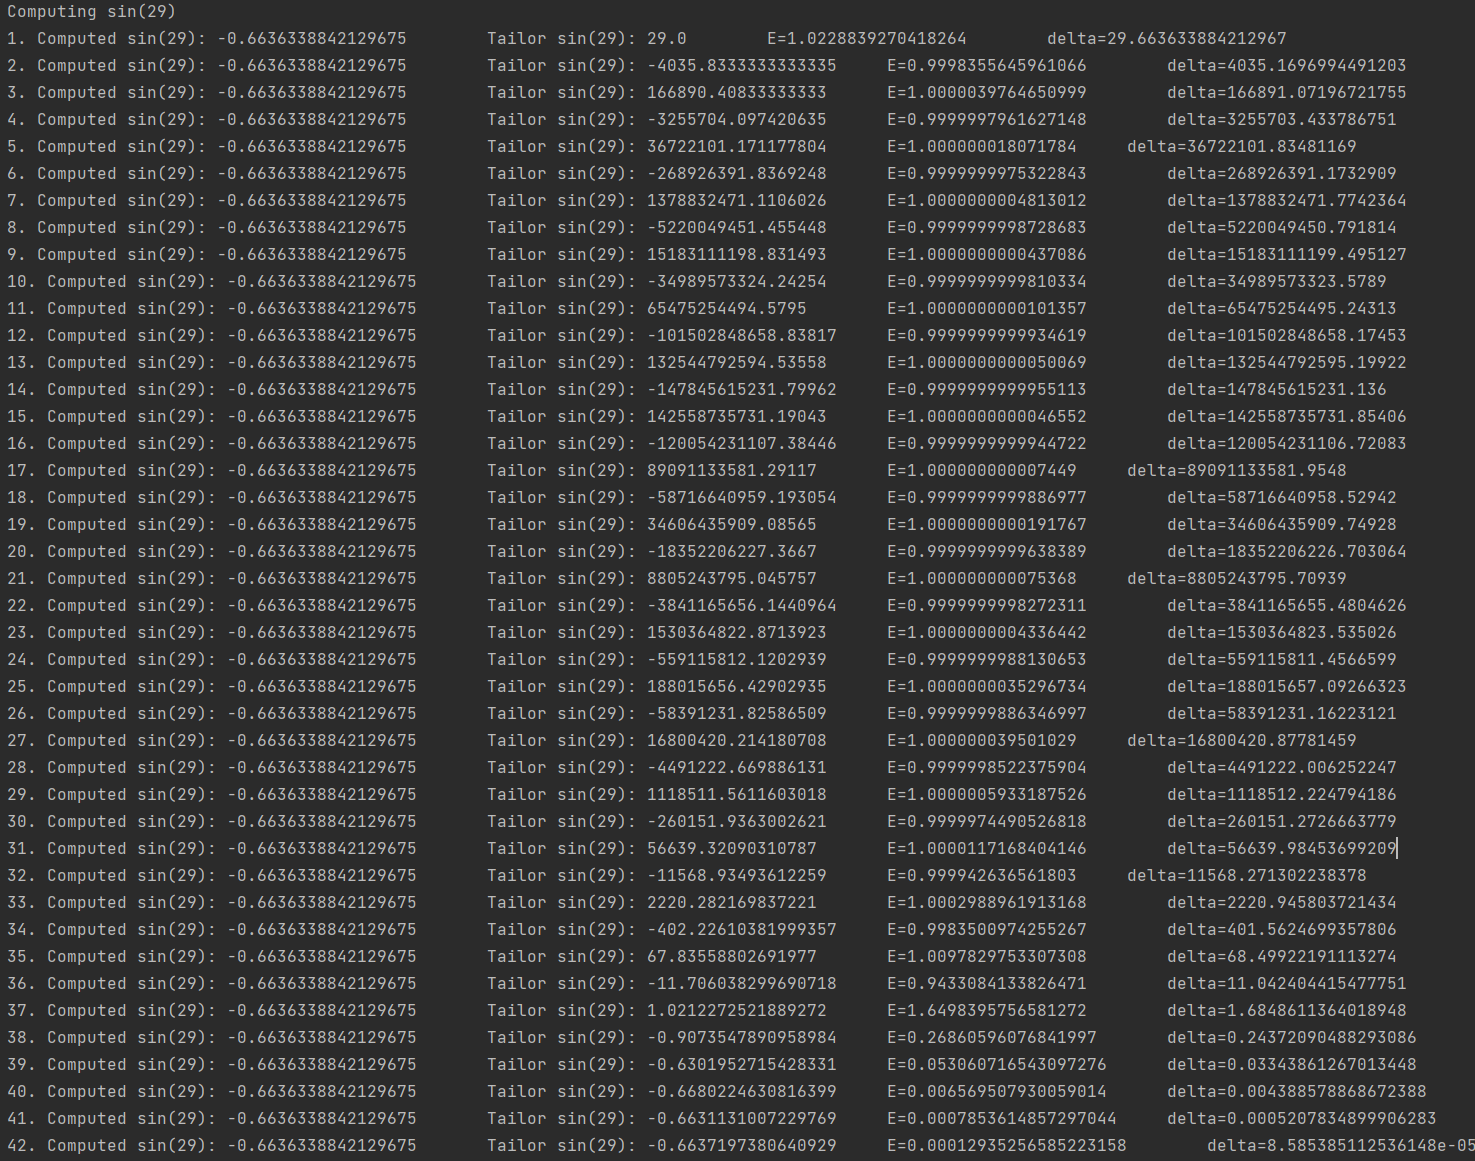 Computing sin(29)
1. Computed sin(29): -0.6636338842129675 Tailor sin(29): 29.0 E=1.0228839270418264 delta=29.663633884212967
2. Computed sin(29): -0.6636338842129675 Tailor sin(29): -4035.8333333333335 E=0.9998355645961066 delta=4035.1696994491203
3. Computed sin(29): -0.6636338842129675 Tailor sin(29): 166890.40833333333 E=1.0000039764650999 delta=166891.07196721755
4. Computed sin(29): -0.6636338842129675 Tailor sin(29): -3255704.097420635 E=0.9999997961627148 delta=3255703.433786751
5. Computed sin(29): -0.6636338842129675 Tailor sin(29): 36722101.171177804 E=1.000000018071784 delta=36722101.83481169
6. Computed sin(29): -0.6636338842129675 Tailor sin(29): -268926391.8369248 E=0.9999999975322843 delta=268926391.1732909
7. Computed sin(29): -0.6636338842129675 Tailor sin(29): 1378832471.1106026 E=1.0000000004813012 delta=1378832471.7742364
8. Computed sin(29): -0.6636338842129675 Tailor sin(29): -5220049451.455448 E=0.9999999998728683 delta=5220049450.791814
9. Computed sin(29): -0.6636338842129675 Tailor sin(29): 15183111198.831493 E=1.0000000000437086 delta=15183111199.495127
10. Computed sin(29): -0.6636338842129675 Tailor sin(29): -34989573324.24254 E=0.9999999999810334 delta=34989573323.5789
11. Computed sin(29): -0.6636338842129675 Tailor sin(29): 65475254494.5795 E=1.0000000000101357 delta=65475254495.24313
12. Computed sin(29): -0.6636338842129675 Tailor sin(29): -101502848658.83817 E=0.9999999999934619 delta=101502848658.17453
13. Computed sin(29): -0.6636338842129675 Tailor sin(29): 132544792594.53558 E=1.0000000000050069 delta=132544792595.19922
14. Computed sin(29): -0.6636338842129675 Tailor sin(29): -147845615231.79962 E=0.9999999999955113 delta=147845615231.136
15. Computed sin(29): -0.6636338842129675 Tailor sin(29): 142558735731.19043 E=1.0000000000046552 delta=142558735731.85406
16. Computed sin(29): -0.6636338842129675 Tailor sin(29): -120054231107.38446 E=0.9999999999944722 delta=120054231106.72083
17. Computed sin(29): -0.6636338842129675 Tailor sin(29): 89091133581.29117 E=1.000000000007449 delta=89091133581.9548
18. Computed sin(29): -0.6636338842129675 Tailor sin(29): -58716640959.193054 E=0.9999999999886977 delta=58716640958.52942
19. Computed sin(29): -0.6636338842129675 Tailor sin(29): 34606435909.08565 E=1.0000000000191767 delta=34606435909.74928
20. Computed sin(29): -0.6636338842129675 Tailor sin(29): -18352206227.3667 E=0.9999999999638389 delta=18352206226.703064
21. Computed sin(29): -0.6636338842129675 Tailor sin(29): 8805243795.045757 E=1.000000000075368 delta=8805243795.70939
22. Computed sin(29): -0.6636338842129675 Tailor sin(29): -3841165656.1440964 E=0.9999999998272311 delta=3841165655.4804626
23. Computed sin(29): -0.6636338842129675 Tailor sin(29): 1530364822.8713923 E=1.0000000004336442 delta=1530364823.535026
24. Computed sin(29): -0.6636338842129675 Tailor sin(29): -559115812.1202939 E=0.9999999988130653 delta=559115811.4566599
25. Computed sin(29): -0.6636338842129675 Tailor sin(29): 188015656.42902935 E=1.0000000035296734 delta=188015657.09266323
26. Computed sin(29): -0.6636338842129675 Tailor sin(29): -58391231.82586509 E=0.9999999886346997 delta=58391231.16223121
27. Computed sin(29): -0.6636338842129675 Tailor sin(29): 16800420.214180708 E=1.000000039501029 delta=16800420.87781459
28. Computed sin(29): -0.6636338842129675 Tailor sin(29): -4491222.669886131 E=0.9999998522375904 delta=4491222.006252247
29. Computed sin(29): -0.6636338842129675 Tailor sin(29): 1118511.5611603018 E=1.0000005933187526 delta=1118512.224794186
30. Computed sin(29): -0.6636338842129675 Tailor sin(29): -260151.9363002621 E=0.9999974490526818 delta=260151.2726663779
31. Computed sin(29): -0.6636338842129675 Tailor sin(29): 56639.32090310787 E=1.0000117168404146 delta=56639.98453699209
32. Computed sin(29): -0.6636338842129675 Tailor sin(29): -11568.93493612259 E=0.999942636561803 delta=11568.271302238378
33. Computed sin(29): -0.6636338842129675 Tailor sin(29): 2220.282169837221 E=1.0002988961913168 delta=2220.945803721434
34. Computed sin(29): -0.6636338842129675 Tailor sin(29): -402.22610381999357 E=0.9983500974255267 delta=401.5624699357806
35. Computed sin(29): -0.6636338842129675 Tailor sin(29): 67.83558802691977 E=1.0097829753307308 delta=68.49922191113274
36. Computed sin(29): -0.6636338842129675 Tailor sin(29): -11.706038299690718 E=0.9433084133826471 delta=11.042404415477751
37. Computed sin(29): -0.6636338842129675 Tailor sin(29): 1.0212272521889272 E=1.6498395756581272 delta=1.6848611364018948
38. Computed sin(29): -0.6636338842129675 Tailor sin(29): -0.9073547890958984 E=0.26860596076841997 delta=0.24372090488293086
39. Computed sin(29): -0.6636338842129675 Tailor sin(29): -0.6301952715428331 E=0.053060716543097276 delta=0.03343861267013448
40. Computed sin(29): -0.6636338842129675 Tailor sin(29): -0.6680224630816399 E=0.006569507930059014 delta=0.004388578868672388
41. Computed sin(29): -0.6636338842129675 Tailor sin(29): -0.6631131007229769 E=0.0007853614857297044 delta=0.0005207834899906283
42. Computed sin(29): -0.6636338842129675 Tailor sin(29): -0.6637197380640929 E=0.00012935256585223158 delta=8.585385112536148e-05